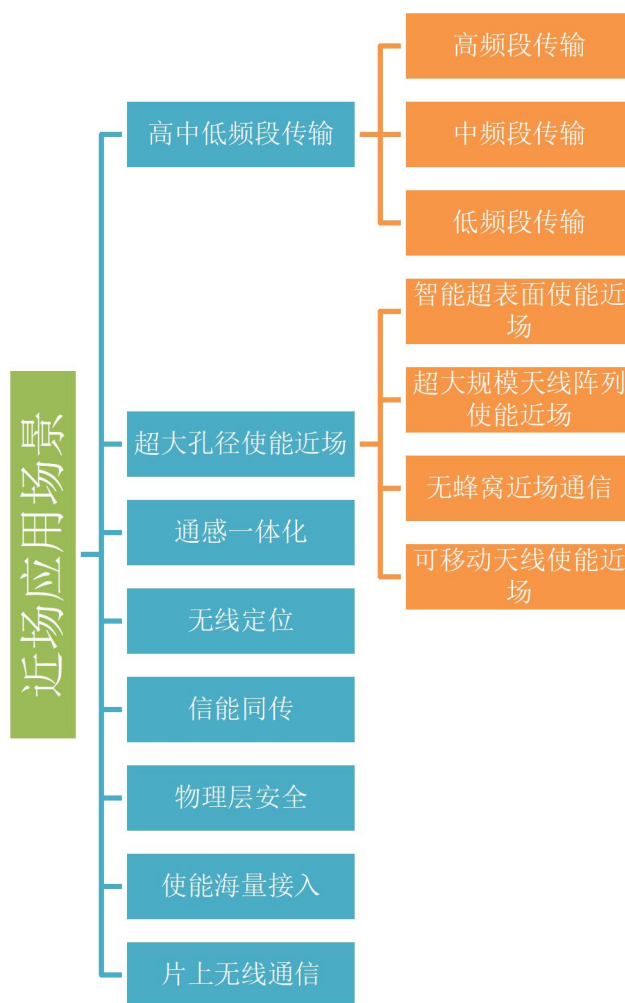 近场应用场景
高中低频段传输
高频段传输
中频段传输
低频段传输
超大孔径使能近场
智能超表面使能近
场
超大规模天线阵列
使能近场
无蜂窝近场通信
可移动天线使能近
场
通感一体化
无线定位
信能同传
物理层安全
使能海量接入
片上无线通信